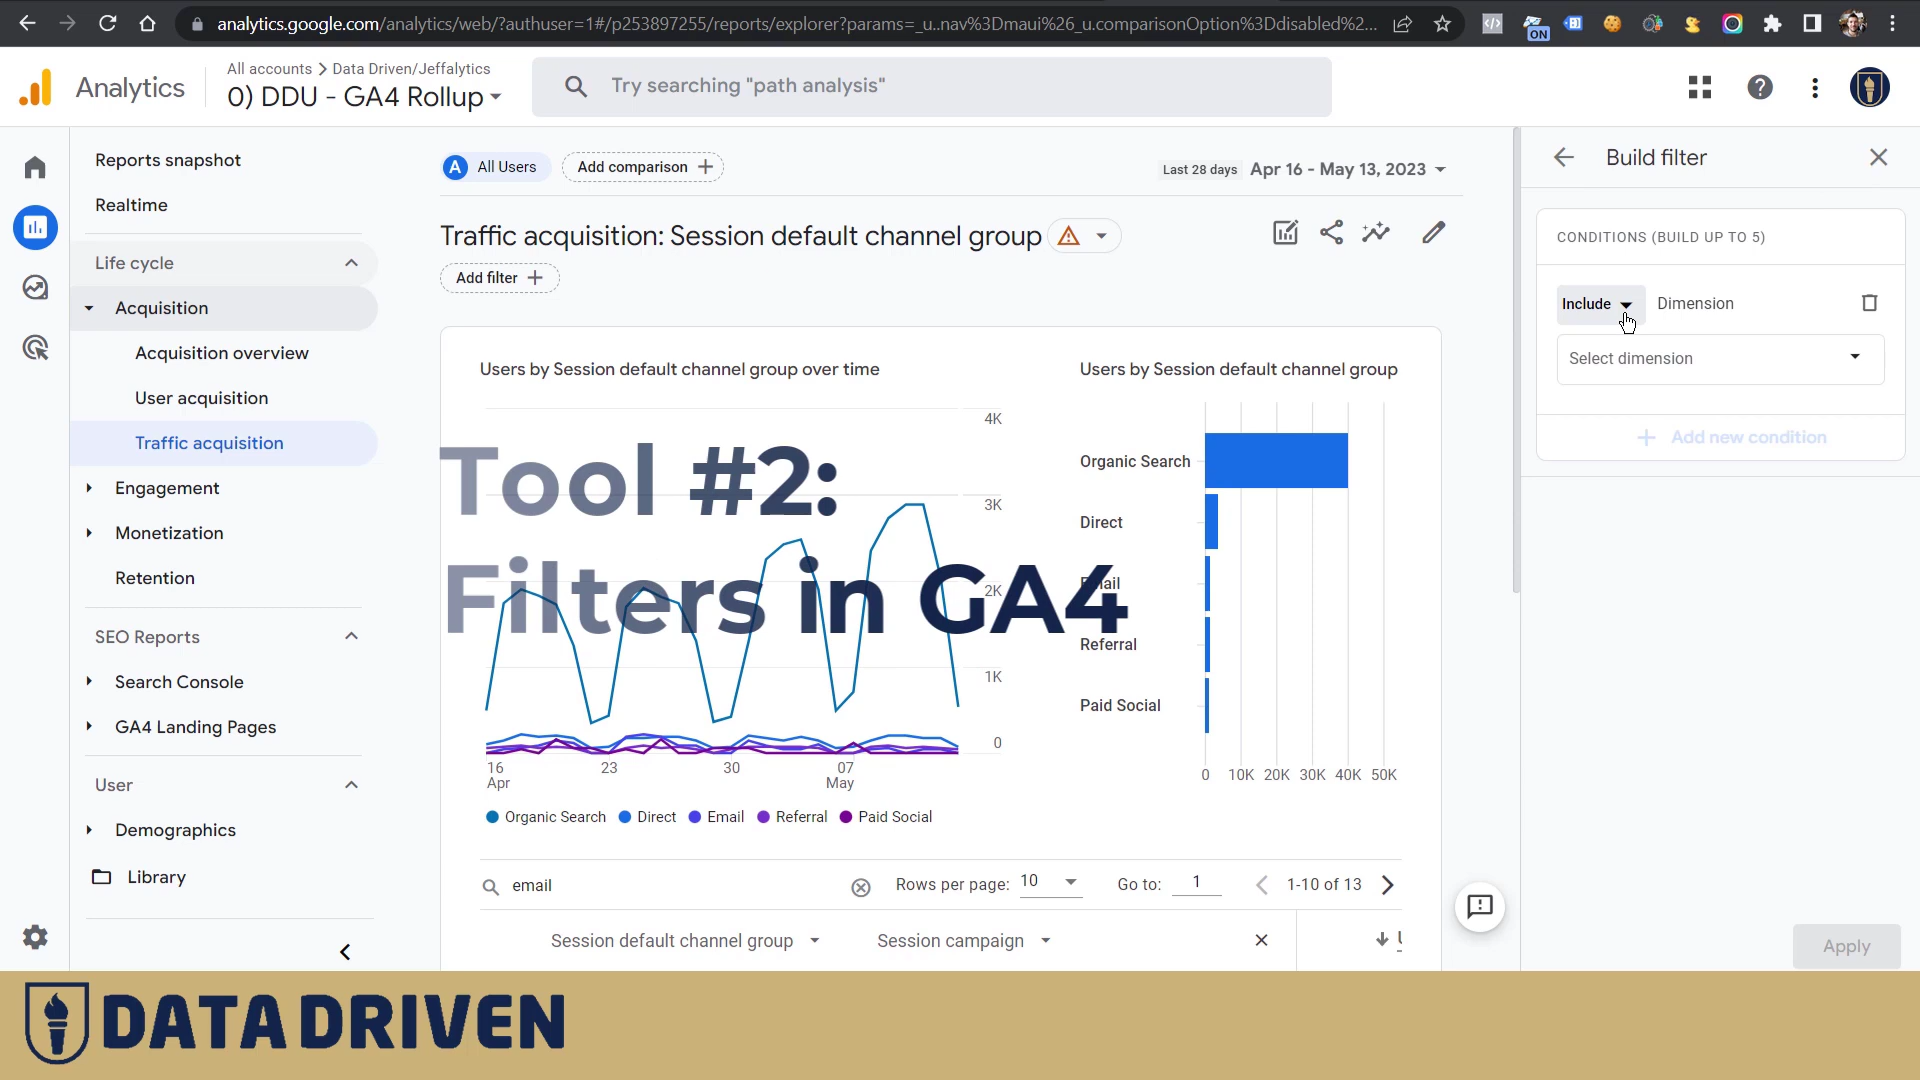 analytics.google.com/analytics/web/?authuser=1#/p253897255/reports/explorer?params=_u..nav%3Dmaui%26_u.comparisonOption%3Ddisabled%2...
ON
Analytics
All accounts > Data Driven/Jeffalytics
0) DDU - GA4 Rollup
Try searching "path analysis"
Reports snapshot
Realtime
Life cycle
Acquisition
Acquisition overview
User acquisition
Traffic acquisition
Engagement
Monetization
Retention
SEO Reports
Search Console
GA4 Landing Pages
User
Demographics
Library
A All Users
Add comparison +
Last 28 days Apr 16 - May 13, 2023
Traffic acquisition: Session default channel group
Add filter +
Users by Session default channel group over time
4K
3K
2K
1K
0
16 Apr
23
30
07 May
Organic Search Direct Email Referral Paid Social
Users by Session default channel group
Organic Search
Direct
Email
Referral
Paid Social
0 10K 20K 30K 40K 50K
Tool #2:
Filters in GA4
email
Rows per page: 10
Go to: 1
1-10 of 13
Session default channel group
Session campaign
Build filter
CONDITIONS (BUILD UP TO 5)
Include Dimension
Select dimension
+ Add new condition
Apply
DATA DRIVEN